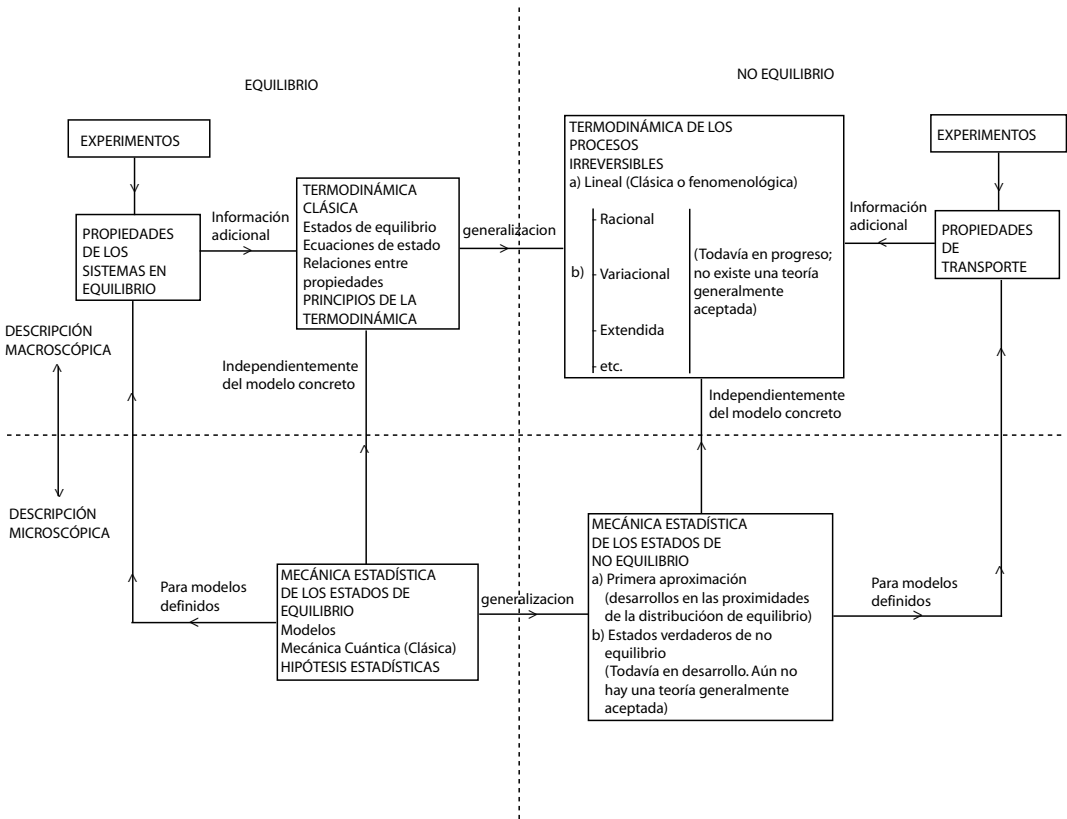 EQUILIBRIO
NO EQUILIBRIO
EXPERIMENTOS
PROPIEDADES
DE LOS
SISTEMAS EN
EQUILIBRIO
Información
adicional
TERMODINÁMICA
CLÁSICA
Estados de equilibrio
Ecuaciones de estado
Relaciones entre
propiedades
PRINCIPIOS DE LA
TERMODINÁMICA
generalizacion
TERMODINÁMICA DE LOS
PROCESOS
IRREVERSIBLES
a) Lineal (Clásica o fenomenológica)
b)
- Racional
- Variacional
- Extendida
- etc.
(Todavía en progreso;
no existe una teoría
generalmente
aceptada)
Información
adicional
EXPERIMENTOS
PROPIEDADES
DE
TRANSPORTE
DESCRIPCIÓN
MACROSCÓPICA
Independientemente
del modelo concreto
Independientemente
del modelo concreto
DESCRIPCIÓN
MICROSCÓPICA
Para modelos
definidos
MECÁNICA ESTADÍSTICA
DE LOS ESTADOS DE
EQUILIBRIO
Modelos
Mecánica Cuántica (Clásica)
HIPÓTESIS ESTADÍSTICAS
generalizacion
MECÁNICA ESTADÍSTICA
DE LOS ESTADOS DE
NO EQUILIBRIO
a) Primera aproximación
(desarrollos en las proximidades
de la distribucióon de equilibrio)
b) Estados verdaderos de no
equilibrio
(Todavía en desarrollo. Aún no
hay una teoría generalmente
aceptada)
Para modelos
definidos